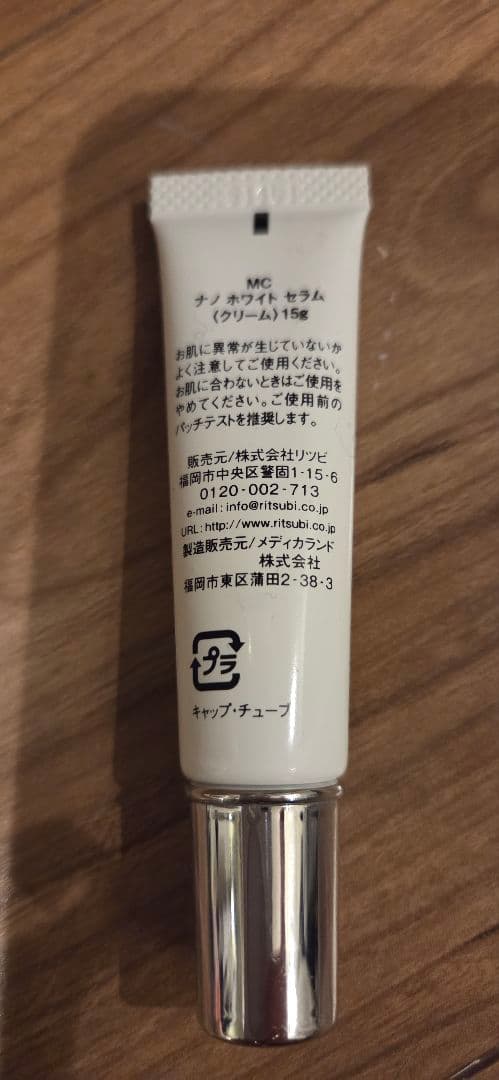 MC
ナノ ホワイト セラム
(クリーム)15g
お肌に異常が生じていないか
よく注意してご使用ください。
お肌に合わないときはご使用を
やめてください。ご使用前の
パッチテストを推奨します。
販売元/株式会社リツビ
福岡市中央区警固1-15-6
0120-002-713
e-mail:info@ritsubi.co.jp
URL:http://www.ritsubi.co.jp
製造販売元/メディカランド
株式会社
福岡市東区蒲田2-38-3
プラ
キャップ・チューブ